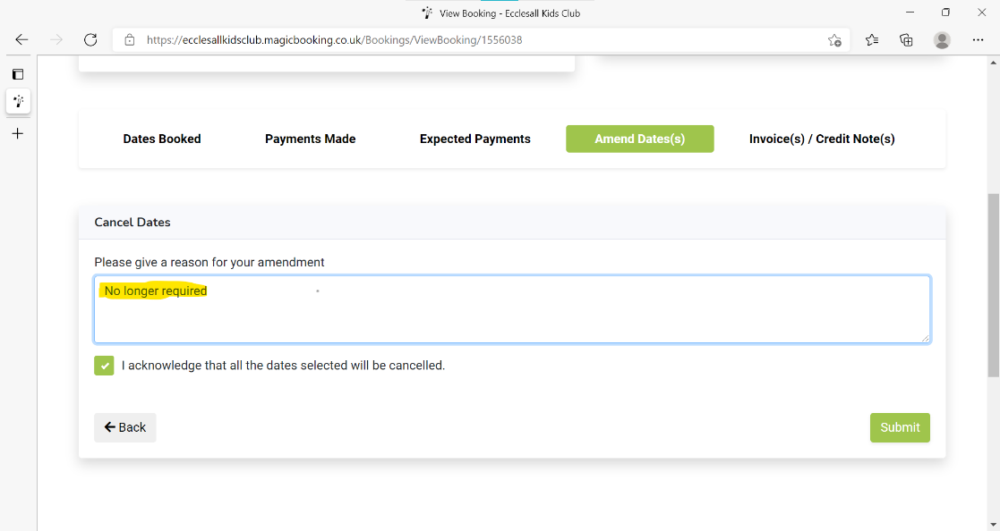 View Booking - Ecclesall Kids Club
https://ecclesallkidsclub.magicbooking.co.uk/Bookings/ViewBooking/1556038
Dates Booked Payments Made Expected Payments Amend Dates(s) Invoice(s) / Credit Note(s)
Cancel Dates
Please give a reason for your amendment
No longer required
I acknowledge that all the dates selected will be cancelled.
Back Submit